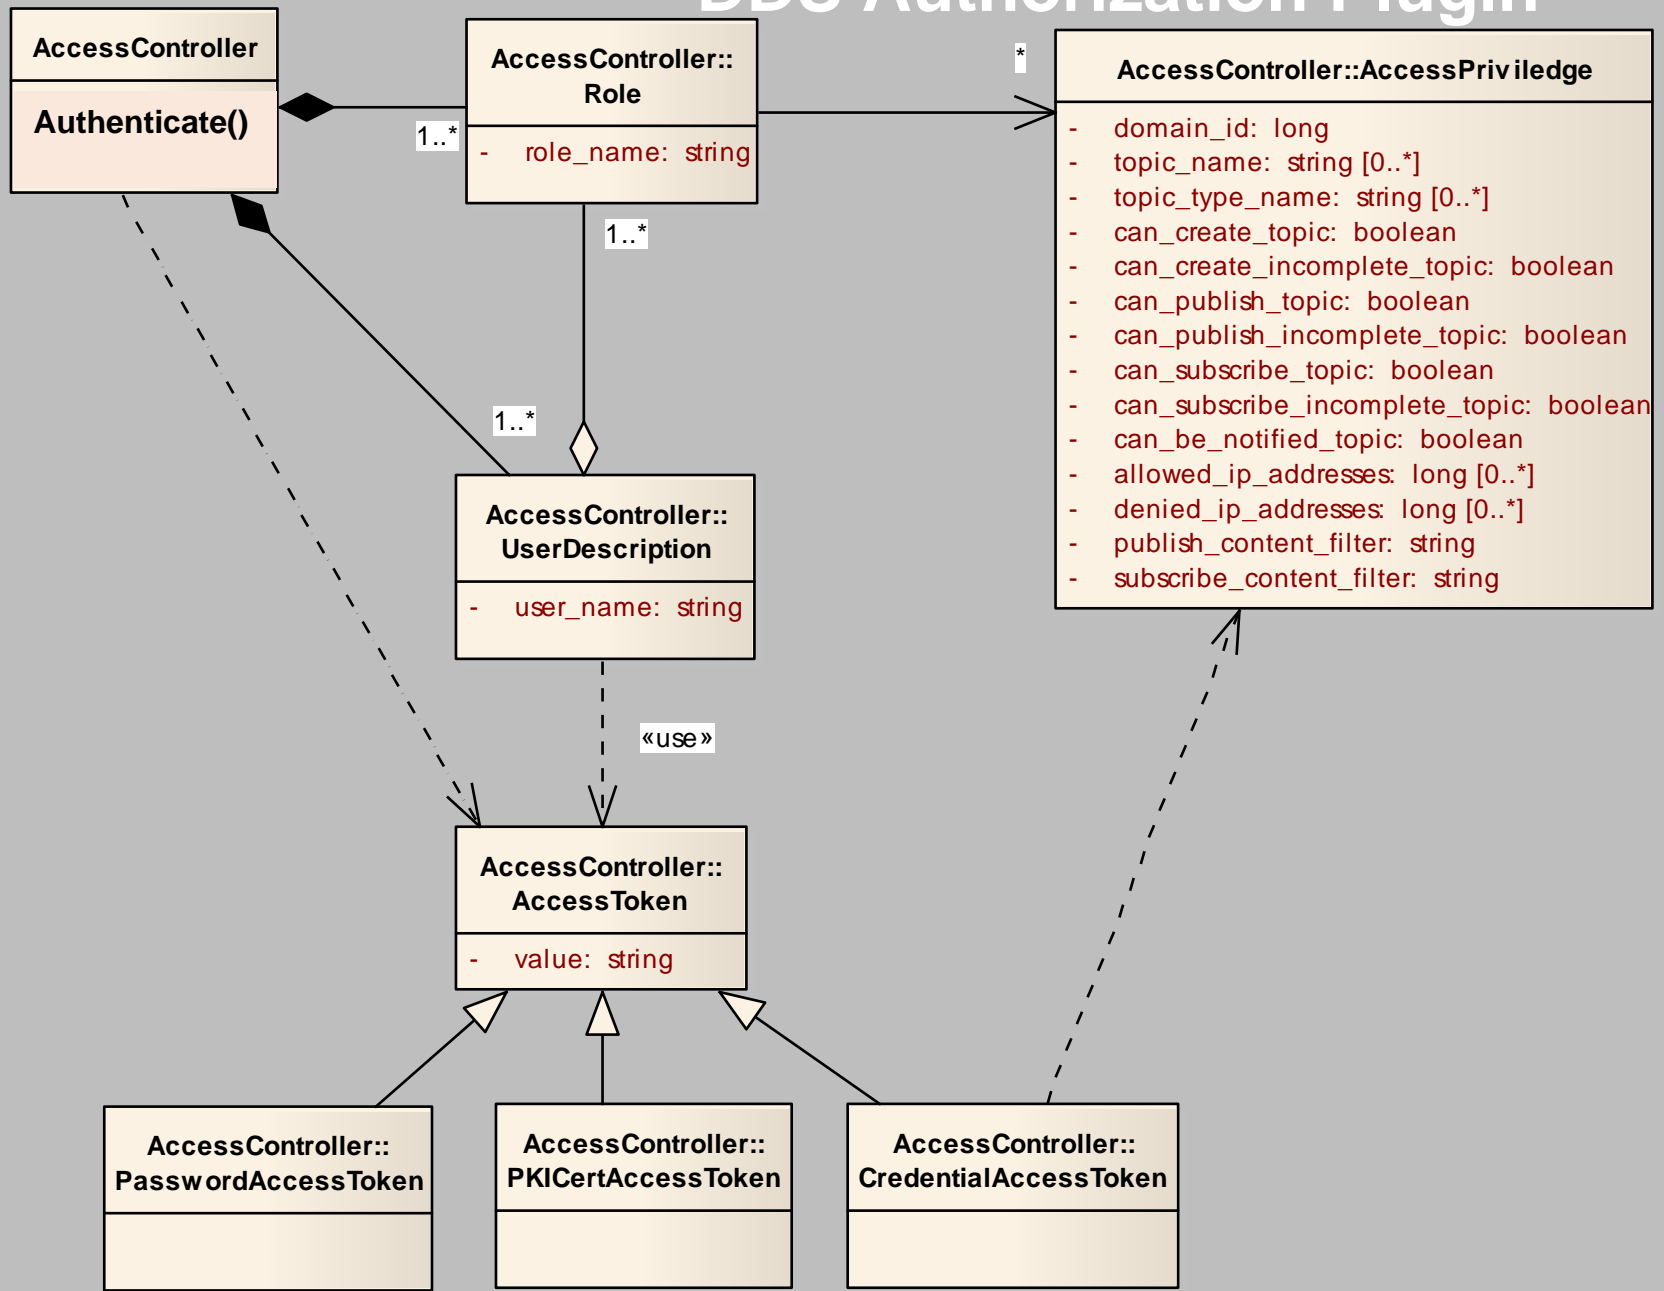 DDS Authorization Plugin
AccessController
Authenticate()
1..*
AccessController::
Role
- role_name: string
*
AccessController::AccessPriviledge
- domain_id: long
- topic_name: string [0..*]
- topic_type_name: string [0..*]
- can_create_topic: boolean
- can_create_incomplete_topic: boolean
- can_publish_topic: boolean
- can_publish_incomplete_topic: boolean
- can_subscribe_topic: boolean
- can_subscribe_incomplete_topic: boolean
- can_be_notified_topic: boolean
- allowed_ip_addresses: long [0..*]
- denied_ip_addresses: long [0..*]
- publish_content_filter: string
- subscribe_content_filter: string
1..*
1..*
AccessController::
UserDescription
- user_name: string
«use»
AccessController::
AccessToken
- value: string
AccessController::
PasswordAccessToken
AccessController::
PKICertAccessToken
AccessController::
CredentialAccessToken